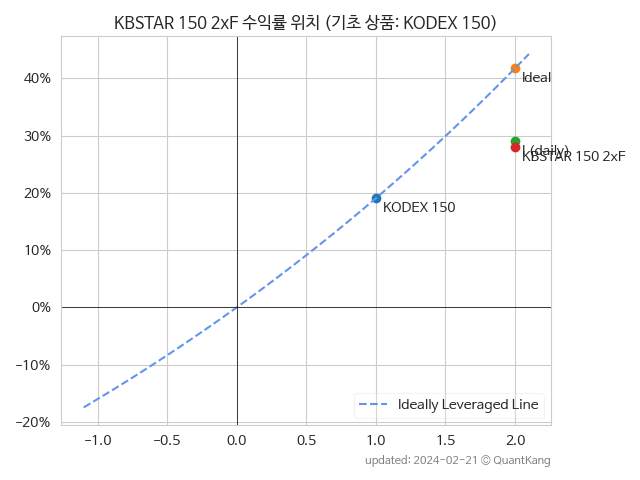 KBSTAR 150 2xF 수익률 위치 (기초 상품: KODEX 150)
40%
30%
20%
10%
0%
−10%
−20%
Ideal
I (daily)
KBSTAR 150 2xF
KODEX 150
Ideally Leveraged Line
−1.0 −0.5 0.0 0.5 1.0 1.5 2.0
updated: 2024-02-21 © QuantKang